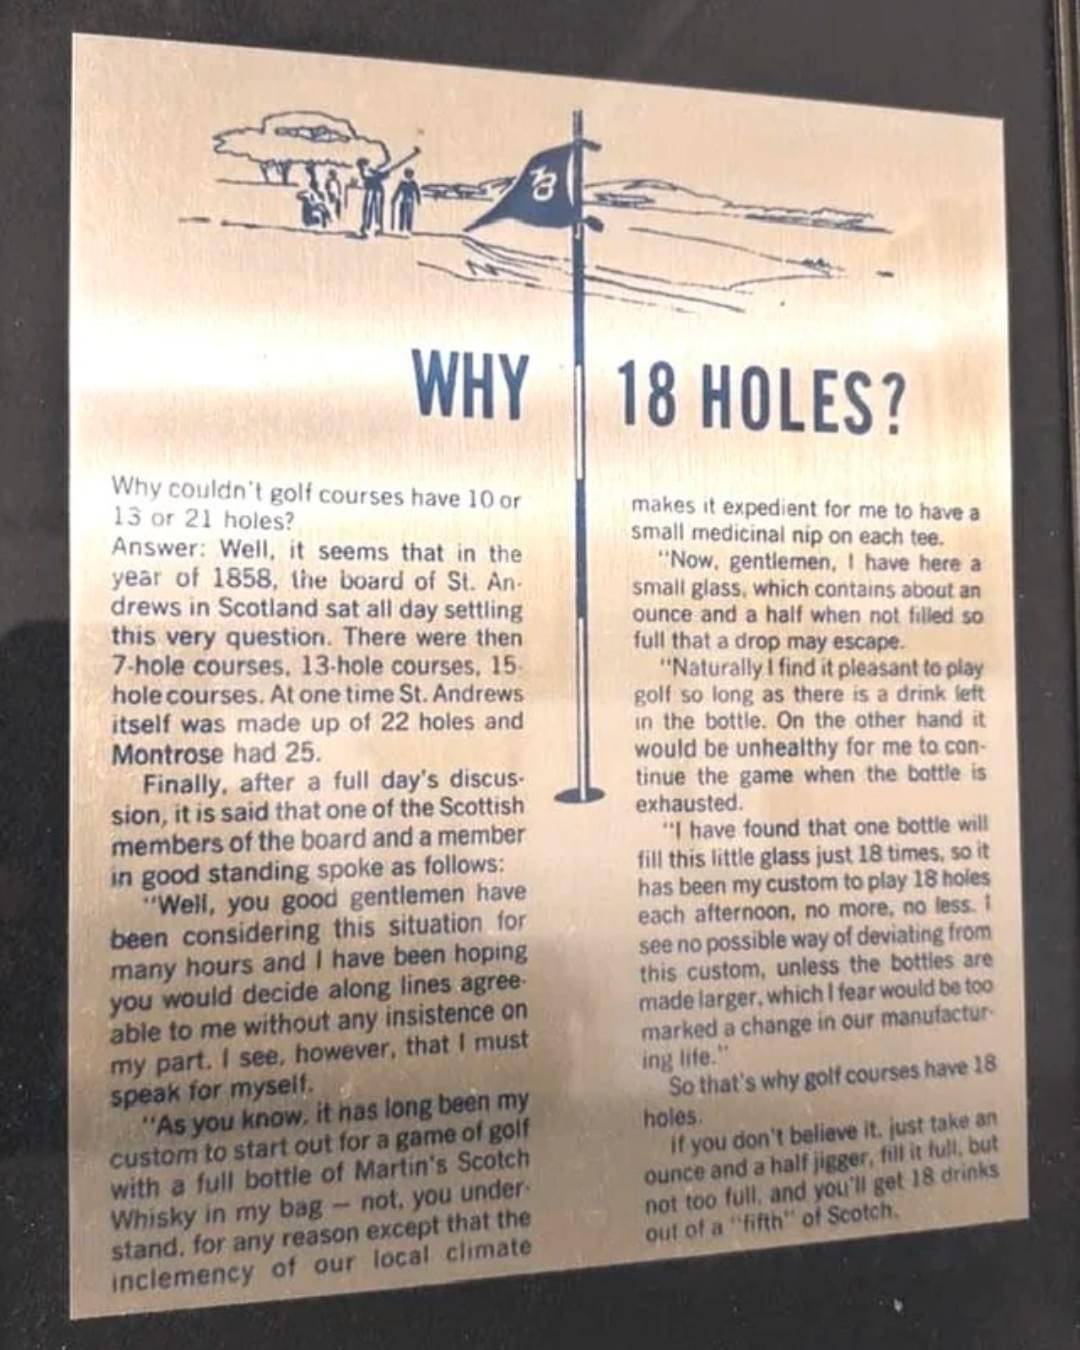 18
WHY 18 HOLES?
Why couldn't golf courses have 10 or
13 or 21 holes?
Answer: Well, it seems that in the
year of 1858, the board of St. An-
drews in Scotland sat all day settling
this very question. There were then
7-hole courses, 13-hole courses, 15-
hole courses. At one time St. Andrews
itself was made up of 22 holes and
Montrose had 25.
Finally, after a full day's discus-
sion, it is said that one of the Scottish
members of the board and a member
in good standing spoke as follows:
"Well, you good gentlemen have
been considering this situation for
many hours and I have been hoping
you would decide along lines agree-
able to me without any insistence on
my part. I see, however, that I must
speak for myself.
"As you know, it has long been my
custom to start out for a game of golf
with a full bottle of Martin's Scotch
Whisky in my bag — not, you under-
stand, for any reason except that the
inclemency of our local climate
makes it expedient for me to have a
small medicinal nip on each tee.
"Now, gentlemen, I have here a
small glass, which contains about an
ounce and a half when not filled so
full that a drop may escape.
"Naturally I find it pleasant to play
golf so long as there is a drink left
in the bottle. On the other hand it
would be unhealthy for me to con-
tinue the game when the bottle is
exhausted.
"I have found that one bottle will
fill this little glass just 18 times, so it
has been my custom to play 18 holes
each afternoon, no more, no less. I
see no possible way of deviating from
this custom, unless the bottles are
made larger, which I fear would be too
marked a change in our manufactur-
ing life."
So that's why golf courses have 18
holes.
If you don't believe it, just take an
ounce and a half jigger, fill it full, but
not too full, and you'll get 18 drinks
out of a "fifth" of Scotch.